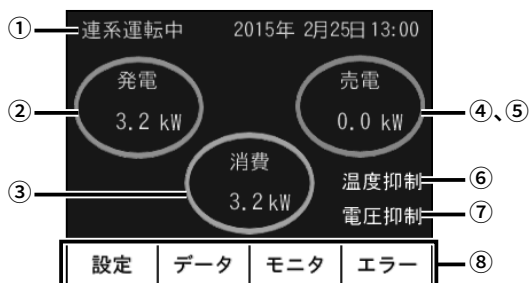 ① 連系運転中 2015年 2月25日 13:00
発電 売電
② 3.2 kW 0.0 kW ④、⑤
消費
③ 3.2 kW
温度抑制 ⑥
電圧抑制 ⑦
設定 データ モニタ エラー ⑧